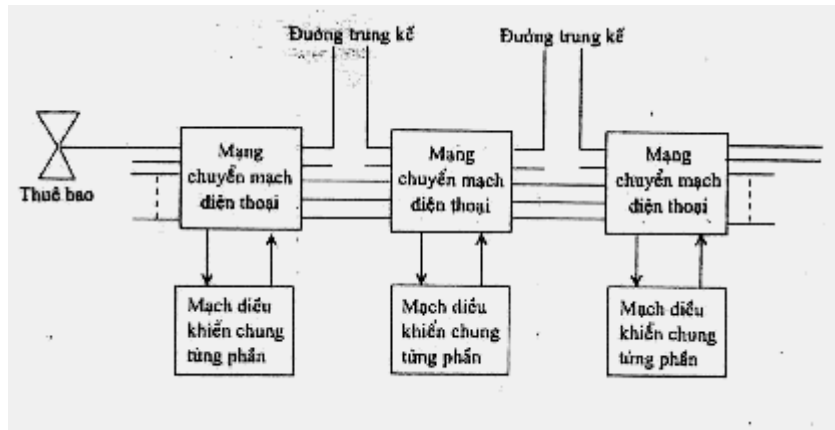 Đường trung kế
Đường trung kế
Thuê bao
Mạng
chuyển mạch
điện thoại
Mạng
chuyển mạch
điện thoại
Mạng
chuyển mạch
điện thoại
Mạch điều
khiển chung
từng phần
Mạch điều
khiển chung
từng phần
Mạch điều
khiển chung
từng phần